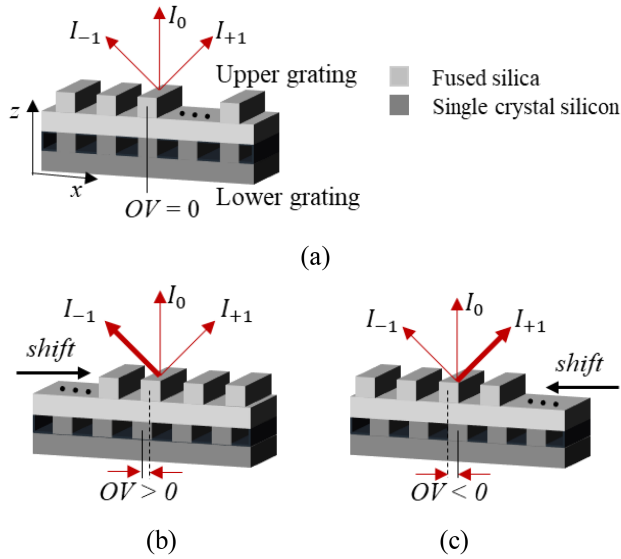 I₀
I₋₁ I₊₁
Upper grating
Fused silica
Single crystal silicon
z
x
OV = 0
Lower grating
(a)
I₋₁ I₀ I₊₁
shift
OV > 0
(b)
I₋₁ I₀ I₊₁
shift
OV < 0
(c)